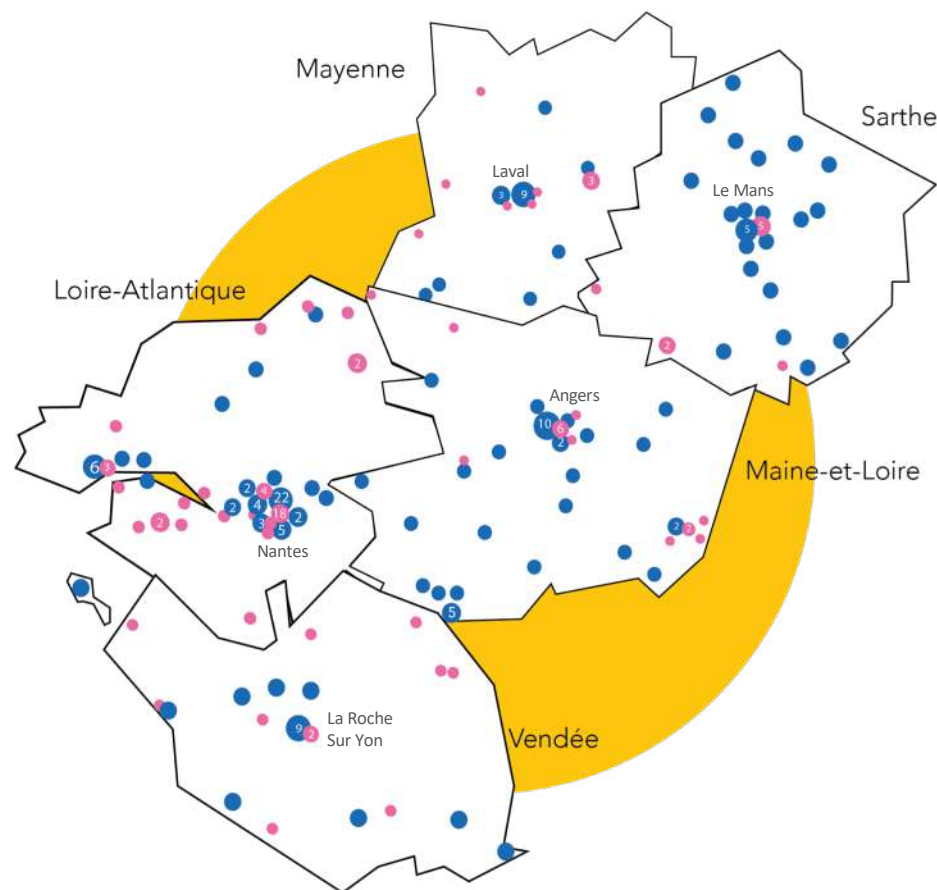 Mayenne
Sarthe
Laval
3
9
3
Le Mans
5
5
Loire-Atlantique
2
2
Angers
10
6
2
Maine-et-Loire
6
3
2
4
22
2
4
18
2
3
5
2
Nantes
2
2
5
La Roche
Sur Yon
9
2
Vendée